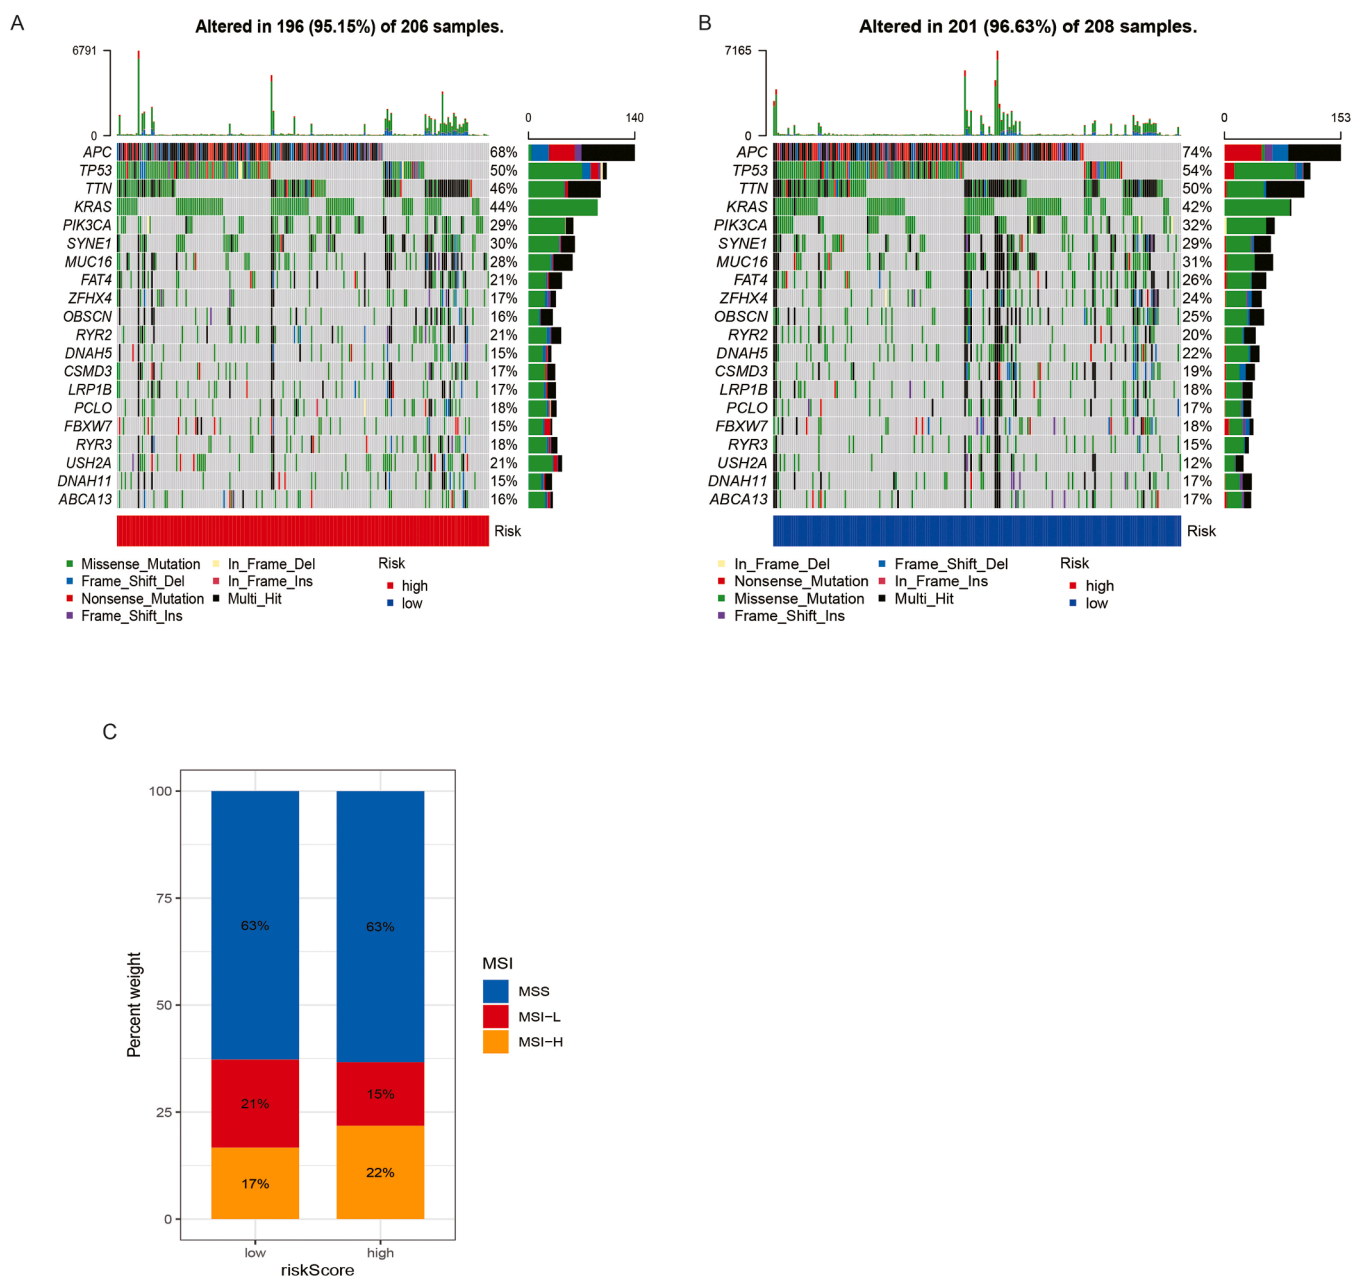 A
Altered in 196 (95.15%) of 206 samples.
6791
0
0 140
APC 68%
TP53 50%
TTN 46%
KRAS 44%
PIK3CA 29%
SYNE1 30%
MUC16 28%
FAT4 21%
ZFHX4 17%
OBSCN 16%
RYR2 21%
DNAH5 15%
CSMD3 17%
LRP1B 17%
PCLO 18%
FBXW7 15%
RYR3 18%
USH2A 21%
DNAH11 15%
ABCA13 16%
Risk
Missense_Mutation
Frame_Shift_Del
Nonsense_Mutation
Frame_Shift_Ins
In_Frame_Del
In_Frame_Ins
Multi_Hit
Risk
high
low
B
Altered in 201 (96.63%) of 208 samples.
7165
0
0 153
APC 74%
TP53 54%
TTN 50%
KRAS 42%
PIK3CA 32%
SYNE1 29%
MUC16 31%
FAT4 26%
ZFHX4 24%
OBSCN 25%
RYR2 20%
DNAH5 22%
CSMD3 19%
LRP1B 18%
PCLO 17%
FBXW7 18%
RYR3 15%
USH2A 12%
DNAH11 17%
ABCA13 17%
Risk
In_Frame_Del
Nonsense_Mutation
Missense_Mutation
Frame_Shift_Ins
Frame_Shift_Del
In_Frame_Ins
Multi_Hit
Risk
high
low
C
Percent weight
100
75
50
25
0
63% 63%
21% 15%
17% 22%
low high
riskScore
MSI
MSS
MSI-L
MSI-H